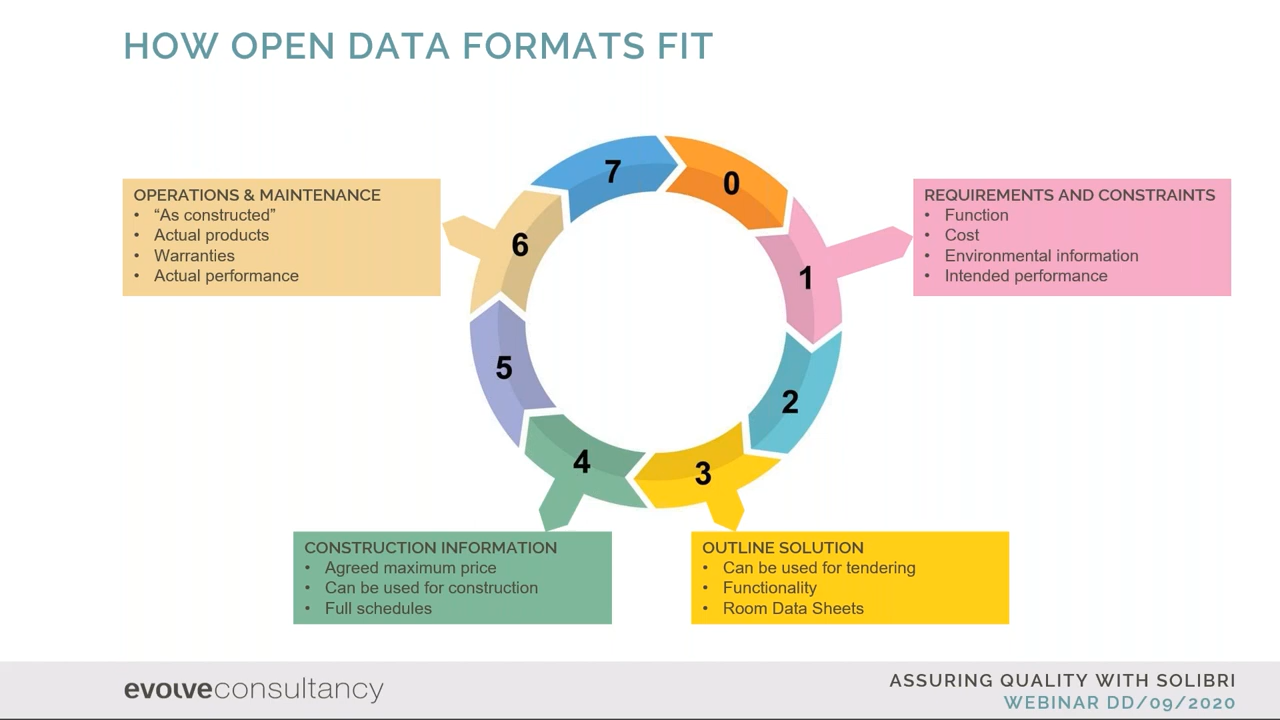 HOW OPEN DATA FORMATS FIT
7
0
OPERATIONS & MAINTENANCE
• “As constructed”
• Actual products
• Warranties
• Actual performance
REQUIREMENTS AND CONSTRAINTS
• Function
• Cost
• Environmental information
• Intended performance
6
1
5
2
4
3
CONSTRUCTION INFORMATION
• Agreed maximum price
• Can be used for construction
• Full schedules
OUTLINE SOLUTION
• Can be used for tendering
• Functionality
• Room Data Sheets
evolveconsultancy
ASSURING QUALITY WITH SOLIBRI
WEBINAR DD/09/2020